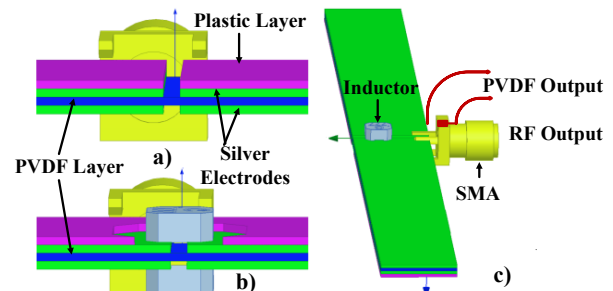 Plastic Layer
PVDF Layer
Silver
Electrodes
a)
b)
Inductor
PVDF Output
RF Output
SMA
c)